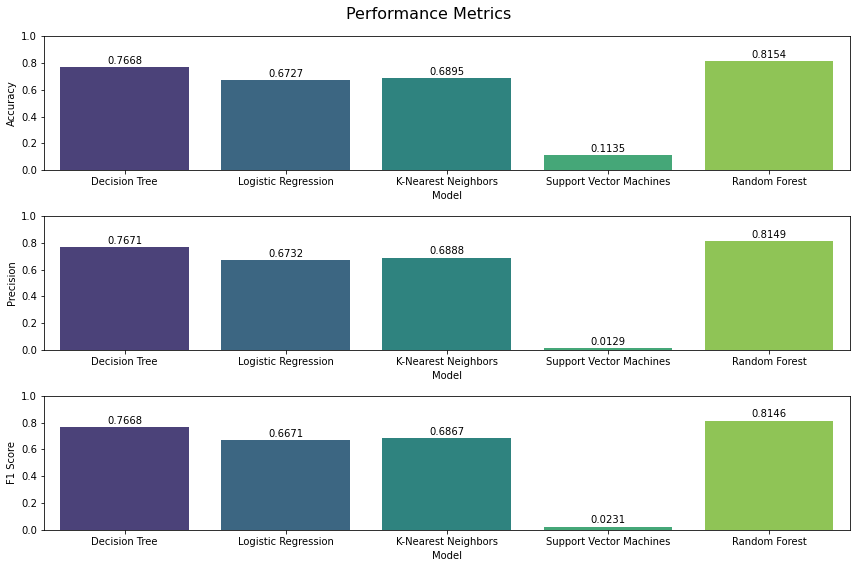 Performance Metrics
1.0
0.8
0.6
0.4
0.2
0.0
Accuracy
0.7668
0.6727
0.6895
0.1135
0.8154
Decision Tree
Logistic Regression
K-Nearest Neighbors
Support Vector Machines
Random Forest
Model
1.0
0.8
0.6
0.4
0.2
0.0
Precision
0.7671
0.6732
0.6888
0.0129
0.8149
Decision Tree
Logistic Regression
K-Nearest Neighbors
Support Vector Machines
Random Forest
Model
1.0
0.8
0.6
0.4
0.2
0.0
F1 Score
0.7668
0.6671
0.6867
0.0231
0.8146
Decision Tree
Logistic Regression
K-Nearest Neighbors
Support Vector Machines
Random Forest
Model